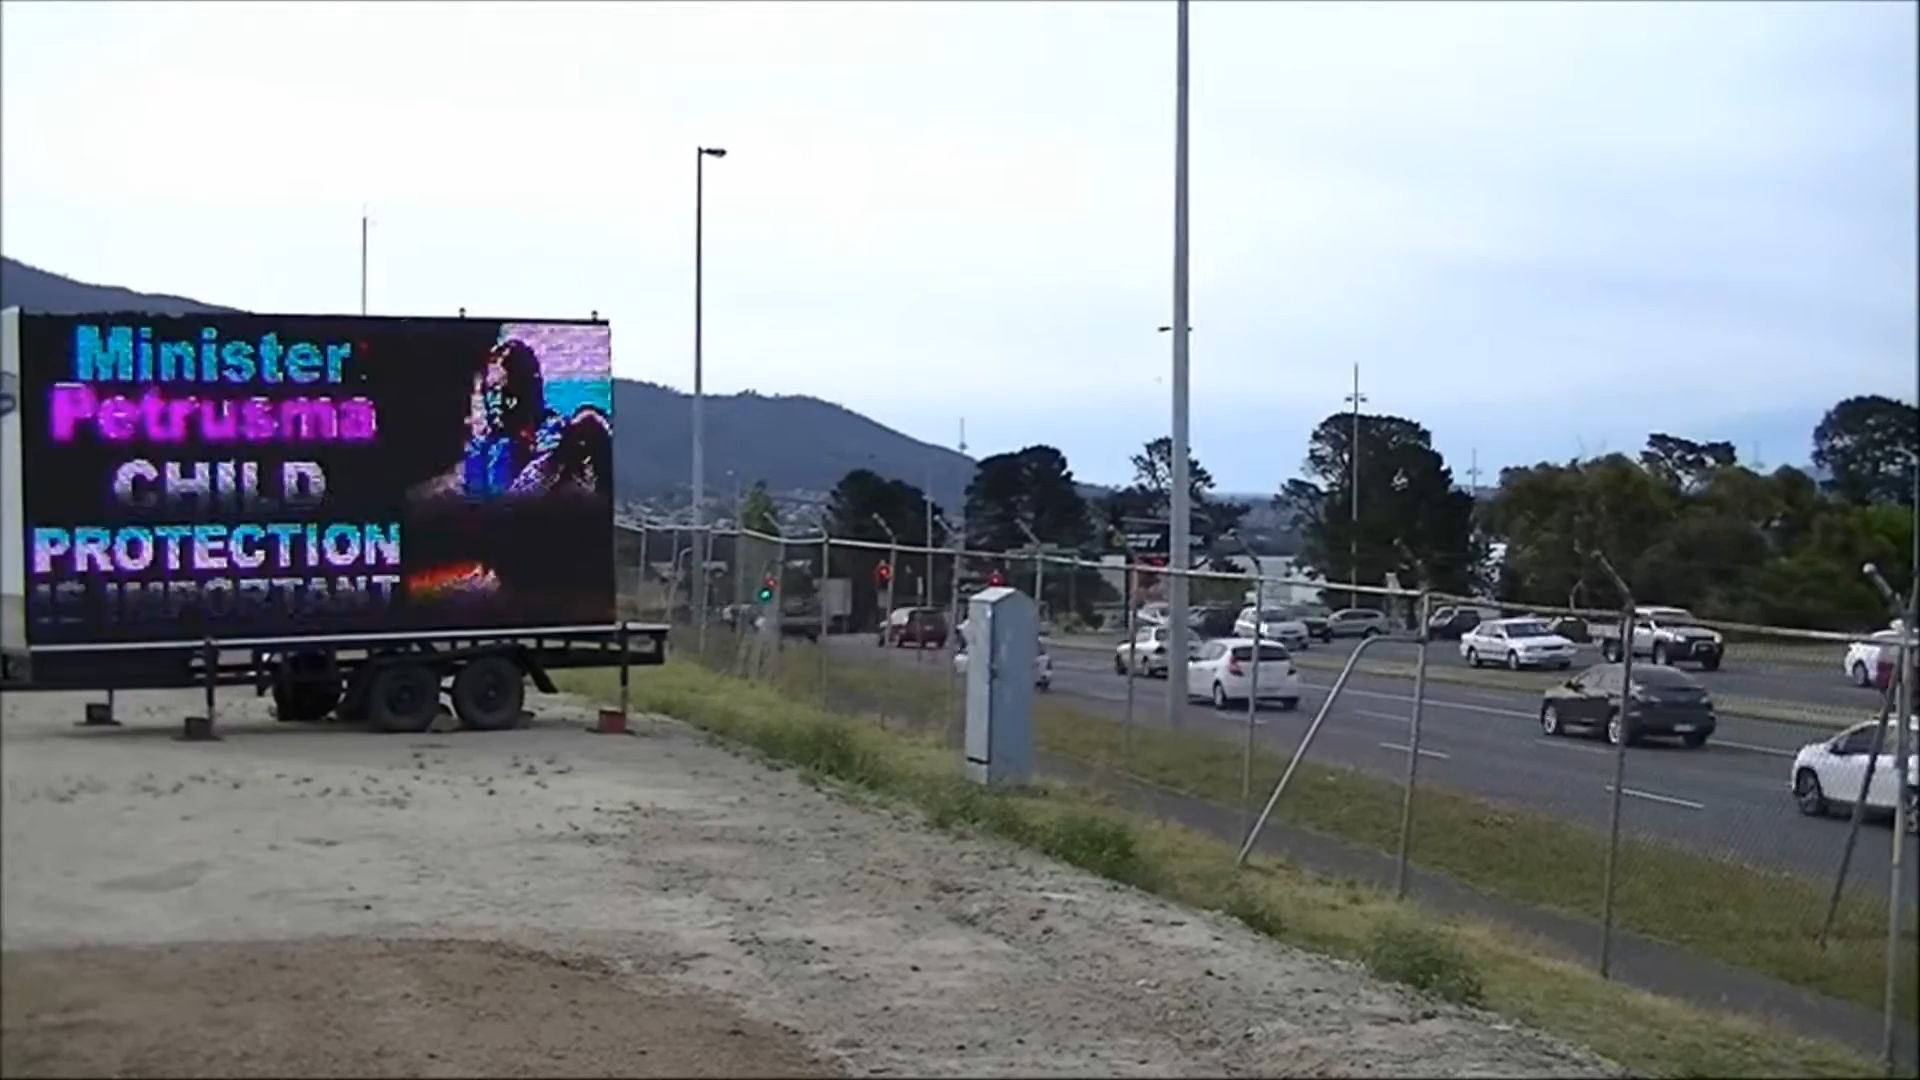 Minister
Petrusma
CHILD
PROTECTION
IS IMPORTANT